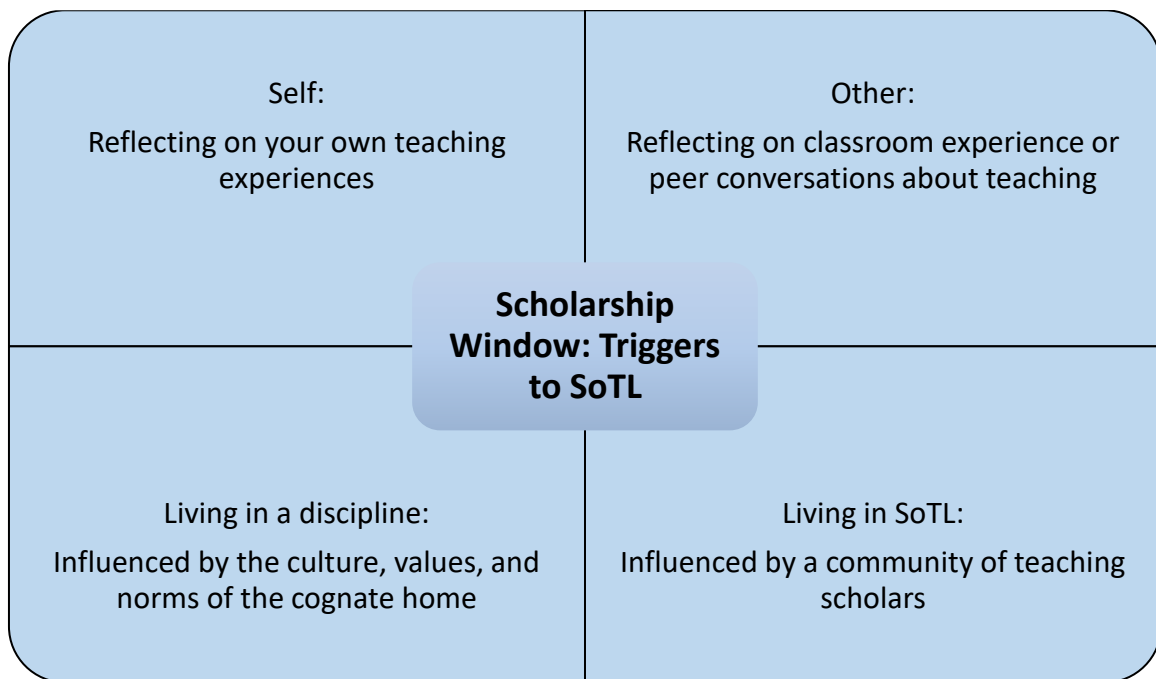 Self:
Reflecting on your own teaching
experiences
Other:
Reflecting on classroom experience or
peer conversations about teaching
Scholarship
Window: Triggers
to SoTL
Living in a discipline:
Influenced by the culture, values, and
norms of the cognate home
Living in SoTL:
Influenced by a community of teaching
scholars